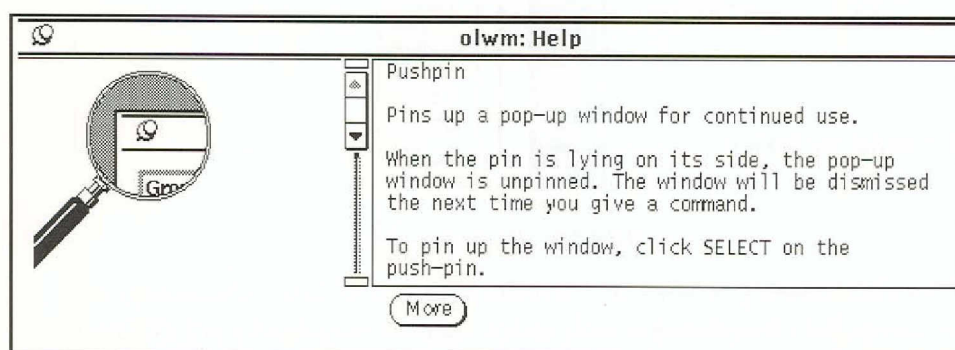 olwm: Help
Pushpin
Pins up a pop-up window for continued use.
When the pin is lying on its side, the pop-up
window is unpinned. The window will be dismissed
the next time you give a command.
To pin up the window, click SELECT on the
push-pin.
Gro
More